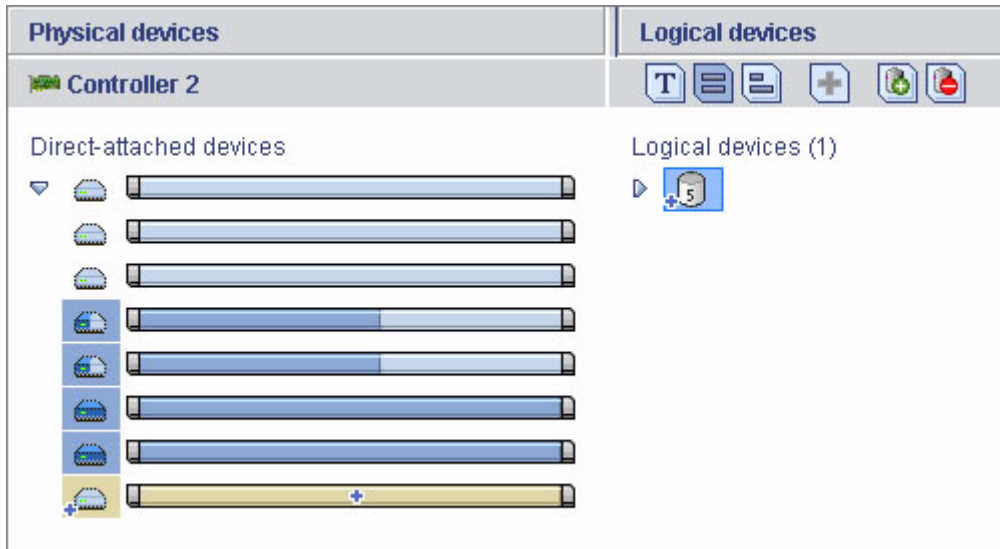 Physical devices
Logical devices
Controller 2
T
Direct-attached devices
Logical devices (1)
5